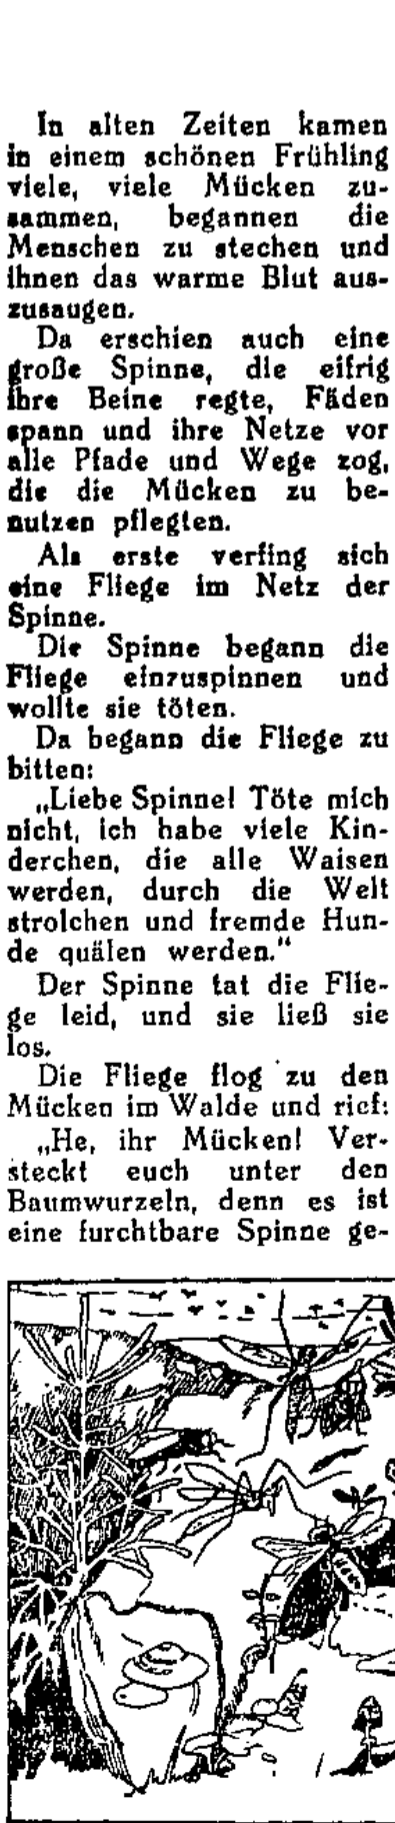 In alten Zeiten kamen
in einem schönen Frühling
viele, viele Mücken zu-
sammen, begannen die
Menschen zu stechen und
ihnen das warme Blut aus-
zusaugen.
Da erschien auch eine
große Spinne, die eifrig
ihre Beine regte, Fäden
spann und ihre Netze vor
alle Pfade und Wege zog,
die die Mücken zu be-
nutzen pflegten.
Als erste verfing sich
eine Fliege im Netz der
Spinne.
Die Spinne begann die
Fliege einzuspinnen und
wollte sie töten.
Da begann die Fliege zu
bitten:
„Liebe Spinne! Töte mich
nicht, ich habe viele Kin-
derchen, die alle Waisen
werden, durch die Welt
strolchen und fremde Hun-
de quälen werden.“
Der Spinne tat die Flie-
ge leid, und sie ließ sie
los.
Die Fliege flog zu den
Mücken im Walde und rief:
„He, ihr Mücken! Ver-
steckt euch unter den
Baumwurzeln, denn es ist
eine furchtbare Spinne ge-